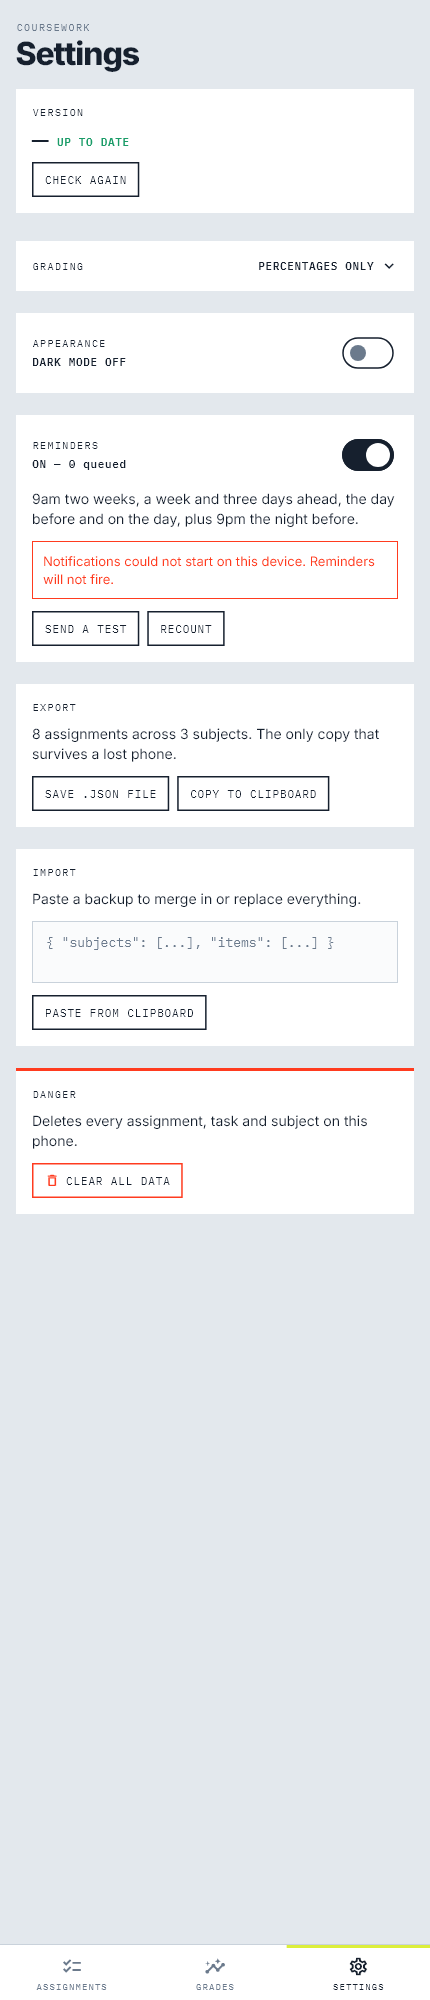 COURSEWORK
Settings
VERSION
— UP TO DATE
CHECK AGAIN
GRADING
PERCENTAGES ONLY
APPEARANCE
DARK MODE OFF
REMINDERS
ON — 0 queued
9am two weeks, a week and three days ahead, the day
before and on the day, plus 9pm the night before.
Notifications could not start on this device. Reminders
will not fire.
SEND A TEST
RECOUNT
EXPORT
8 assignments across 3 subjects. The only copy that
survives a lost phone.
SAVE .JSON FILE
COPY TO CLIPBOARD
IMPORT
Paste a backup to merge in or replace everything.
{ "subjects": [...], "items": [...] }
PASTE FROM CLIPBOARD
DANGER
Deletes every assignment, task and subject on this
phone.
CLEAR ALL DATA
ASSIGNMENTS
GRADES
SETTINGS